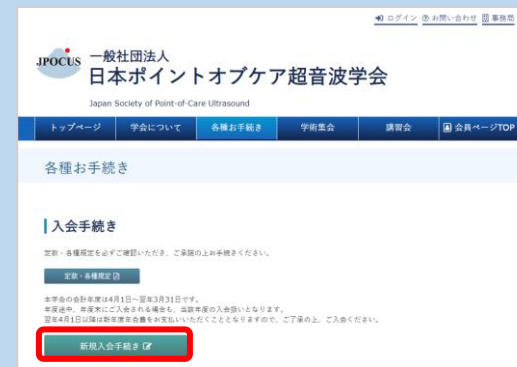 ログイン お問い合わせ 事務局
JPOCUS 一般社団法人
日本ポイントオブケア超音波学会
Japan Society of Point-of-Care Ultrasound
トップページ 学会について 各種お手続き 学術集会 講習会 会員ページTOP
各種お手続き
入会手続き
定款・各種規定を必ずご確認いただき、ご承諾の上お手続きください。
定款・各種規定
本学会の会計年度は4月1日～翌年3月31日です。
年度途中、年度末にご入会される場合も、当該年度の入会扱いとなります。
翌年4月1日以降は新年度年会費をお支払いいただくこととなりますので、ご了承の上、ご入会ください。
新規入会手続き